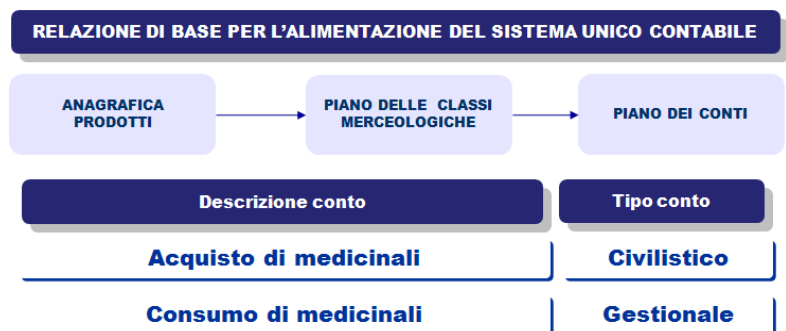 RELAZIONE DI BASE PER L'ALIMENTAZIONE DEL SISTEMA UNICO CONTABILE
ANAGRAFICA
PRODOTTI
PIANO DELLE CLASSI
MERCEOLOGICHE
PIANO DEI CONTI
Descrizione conto
Tipo conto
Acquisto di medicinali
Civilistico
Consumo di medicinali
Gestionale